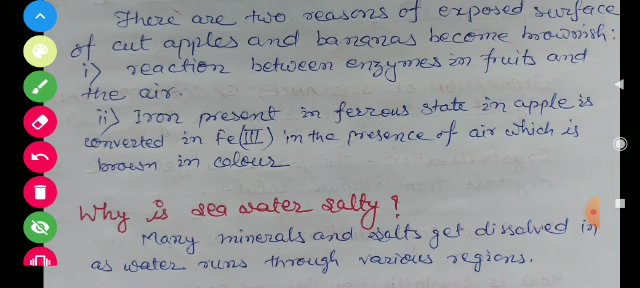 There are two reasons of exposed surface
of cut apples and bananas become brownish:
i) reaction between enzymes in fruits and
the air.
ii) Iron present in ferrous state in apple is
converted in Fe(III) in the presence of air which is
brown in colour
Why is sea water salty?
Many minerals and salts get dissolved in
as water runs through various regions.